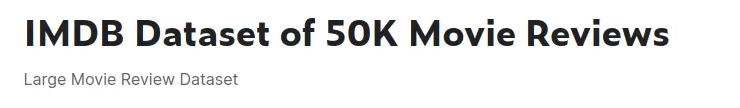 IMDB Dataset of 50K Movie Reviews
Large Movie Review Dataset